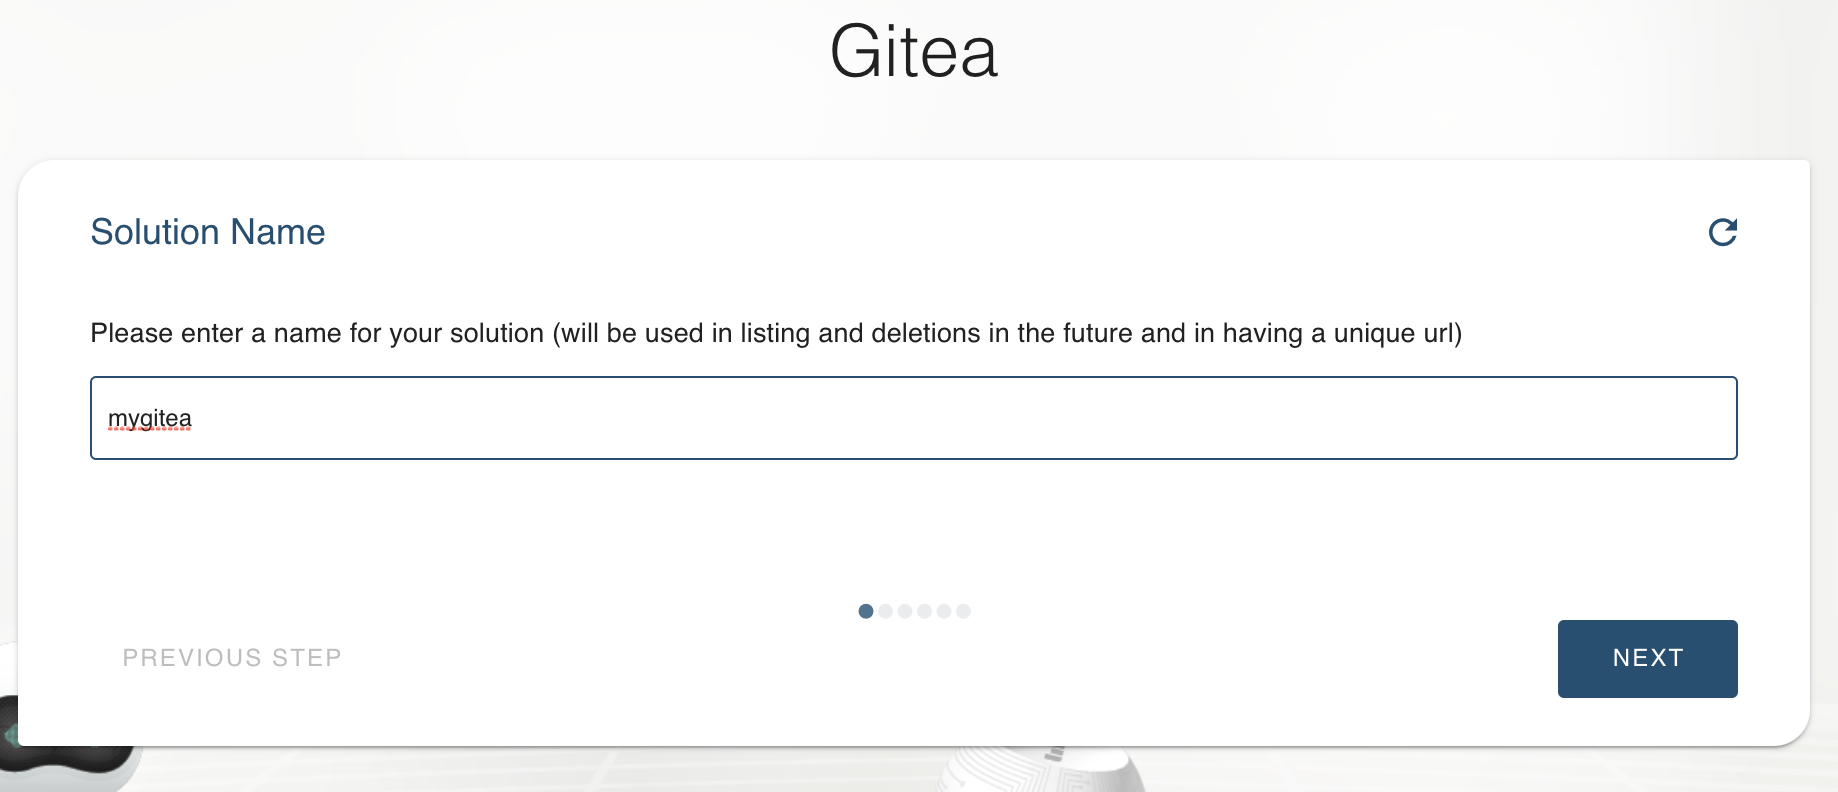 Gitea
Solution Name
Please enter a name for your solution (will be used in listing and deletions in the future and in having a unique url)
mygitea
PREVIOUS STEP
NEXT